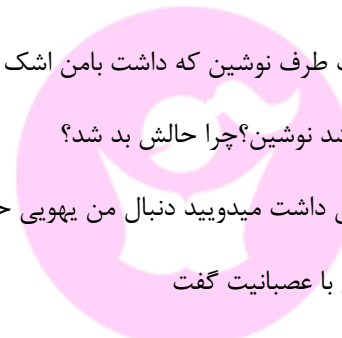 طرف نوشین که داشت بامن اشک
شد نوشین؟چرا حالش بد شد؟
داشت میدویید دنبال من یهویی
با عصبانیت گفت